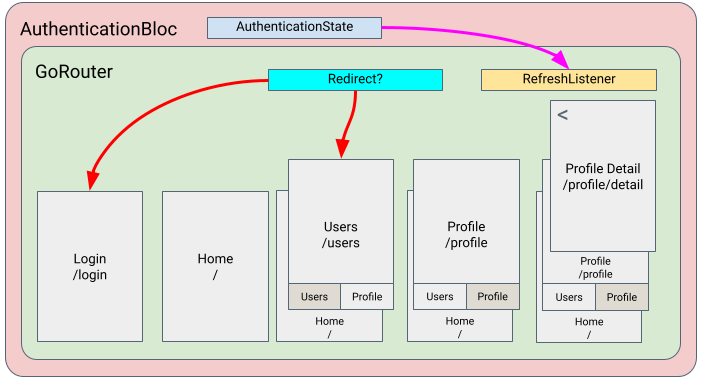 AuthenticationBloc
AuthenticationState
GoRouter
Redirect?
RefreshListener
<
Profile Detail
/profile/detail
Login
/login
Home
/
Users
/users
Users Profile
Home
/
Profile
/profile
Users Profile
Home
/
Profile
/profile
Users Profile
Home
/